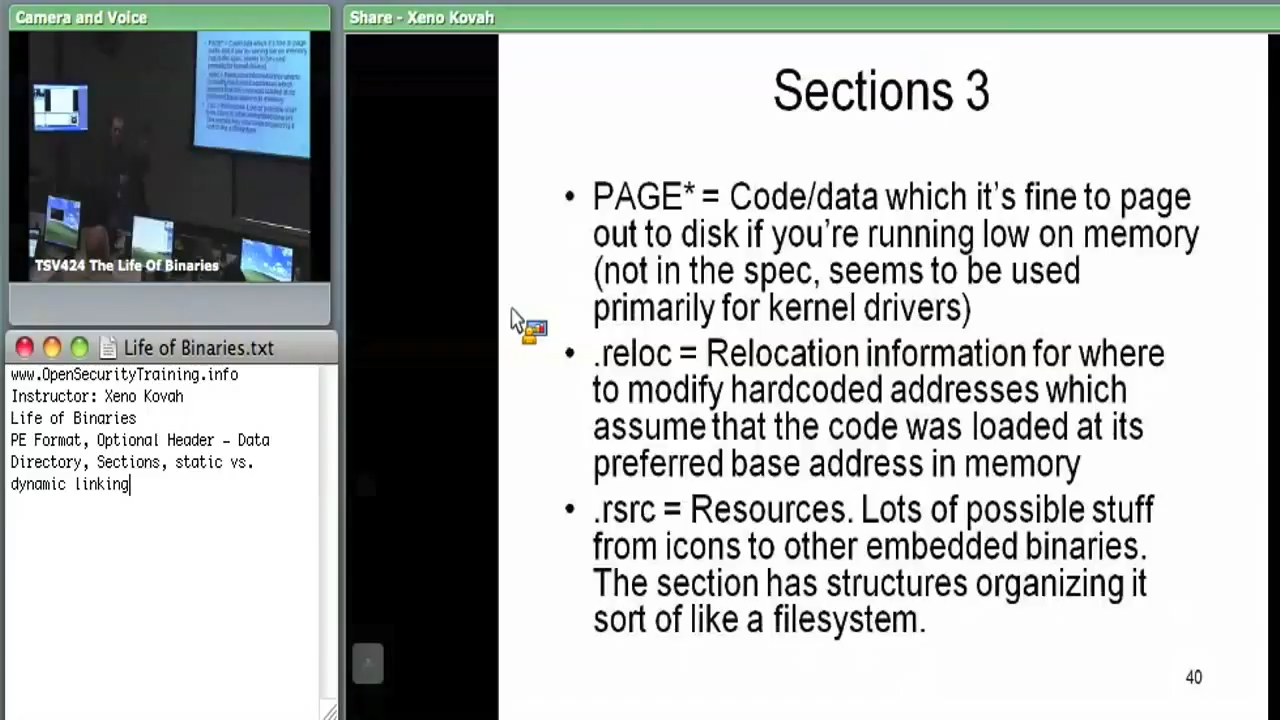 Camera and Voice
Share - Xeno Kovah
TSV424 The Life Of Binaries
Life of Binaries.txt
www.OpenSecurityTraining.info
Instructor: Xeno Kovah
Life of Binaries
PE Format, Optional Header – Data
Directory, Sections, static vs.
dynamic linking
Sections 3
• PAGE* = Code/data which it’s fine to page
out to disk if you’re running low on memory
(not in the spec, seems to be used
primarily for kernel drivers)
• .reloc = Relocation information for where
to modify hardcoded addresses which
assume that the code was loaded at its
preferred base address in memory
• .rsrc = Resources. Lots of possible stuff
from icons to other embedded binaries.
The section has structures organizing it
sort of like a filesystem.
40